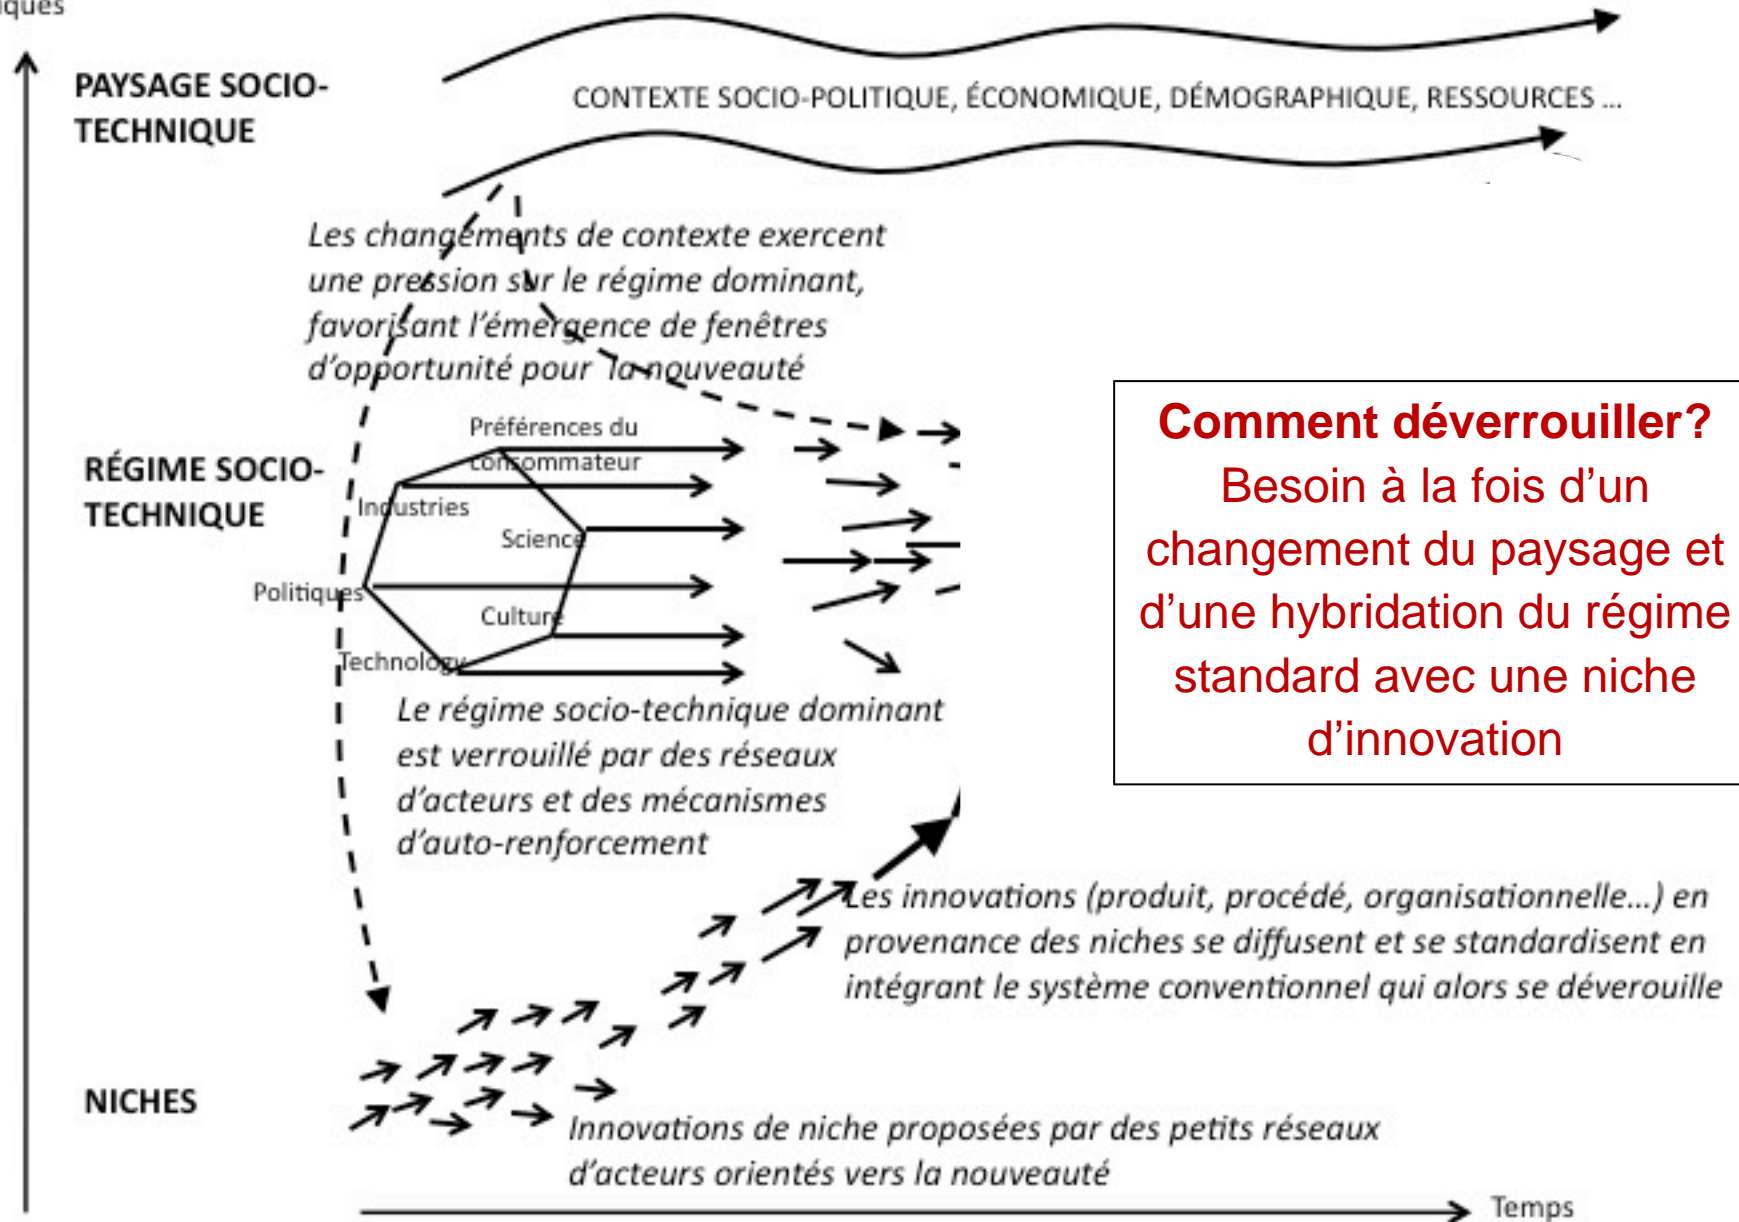 PAYSAGE SOCIO-
TECHNIQUE
CONTEXTE SOCIO-POLITIQUE, ÉCONOMIQUE, DÉMOGRAPHIQUE, RESSOURCES ...
Les changements de contexte exercent
une pression sur le régime dominant,
favorisant l'émergence de fenêtres
d'opportunité pour la nouveauté
RÉGIME SOCIO-
TECHNIQUE
Préférences du
consommateur
Industries
Science
Politiques
Culture
Technology
Le régime socio-technique dominant
est verrouillé par des réseaux
d'acteurs et des mécanismes
d'auto-renforcement
Comment déverrouiller?
Besoin à la fois d'un
changement du paysage et
d'une hybridation du régime
standard avec une niche
d'innovation
Les innovations (produit, procédé, organisationnelle...) en
provenance des niches se diffusent et se standardisent en
intégrant le système conventionnel qui alors se déverouille
NICHES
Innovations de niche proposées par des petits réseaux
d'acteurs orientés vers la nouveauté
Temps